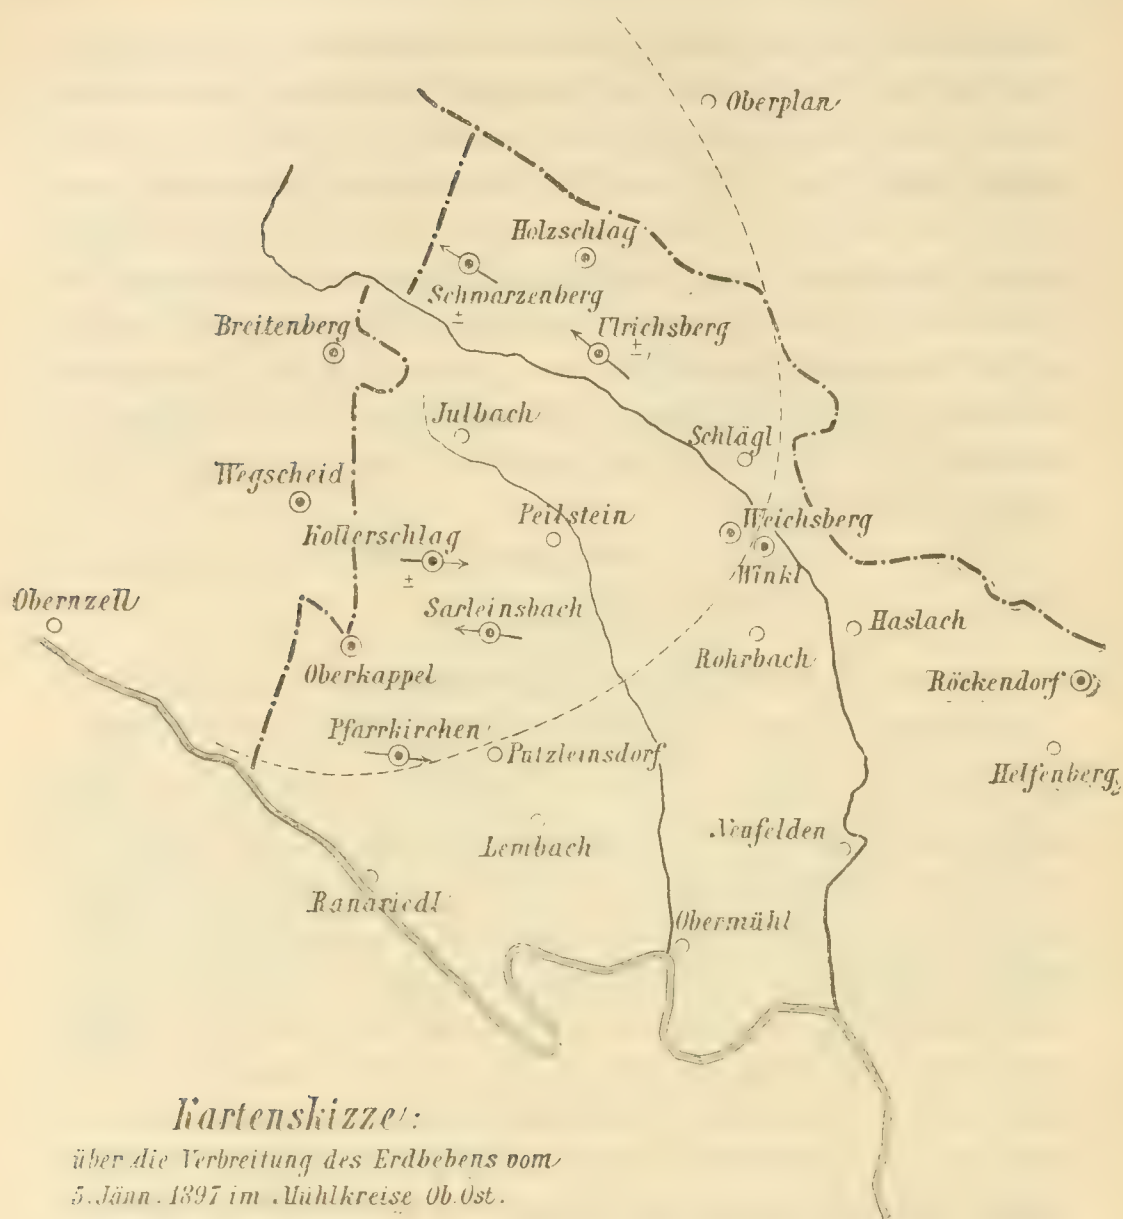 Oberplan
Holzschlag
Schwarzenberg
±
Breitenberg
Ulrichsberg
±
Julbach
Schlägl
Wegscheid
Peilstein
Weichsberg
Kollerschlag
±
Winkl
Obernzell
Sarleinsbach
Haslach
Oberkappel
Rohrbach
Röckendorf
Pfarrkirchen
Putzleinsdorf
Helfenberg
Lembach
Neufelden
Ranariedl
Obermühl
Kartenskizze:
über die Verbreitung des Erdbebens vom
5. Jänn. 1897 im Mühlkreise Ob. Öst.